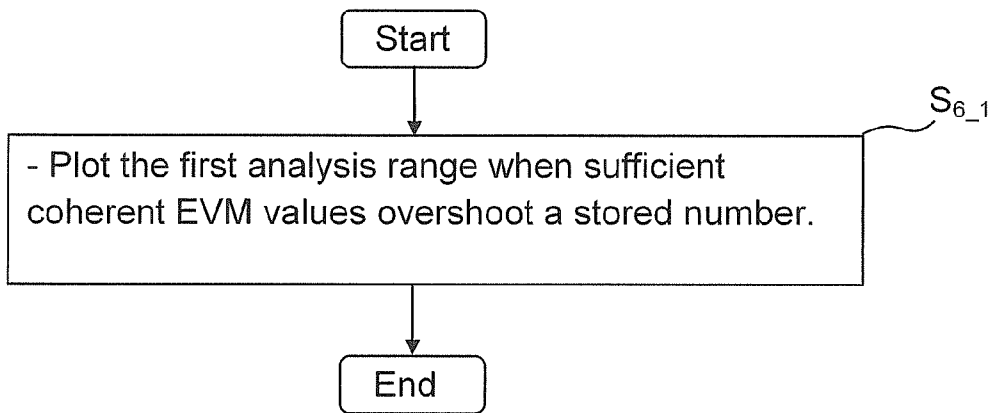 Start
S6_1
- Plot the first analysis range when sufficient
coherent EVM values overshoot a stored number.
End